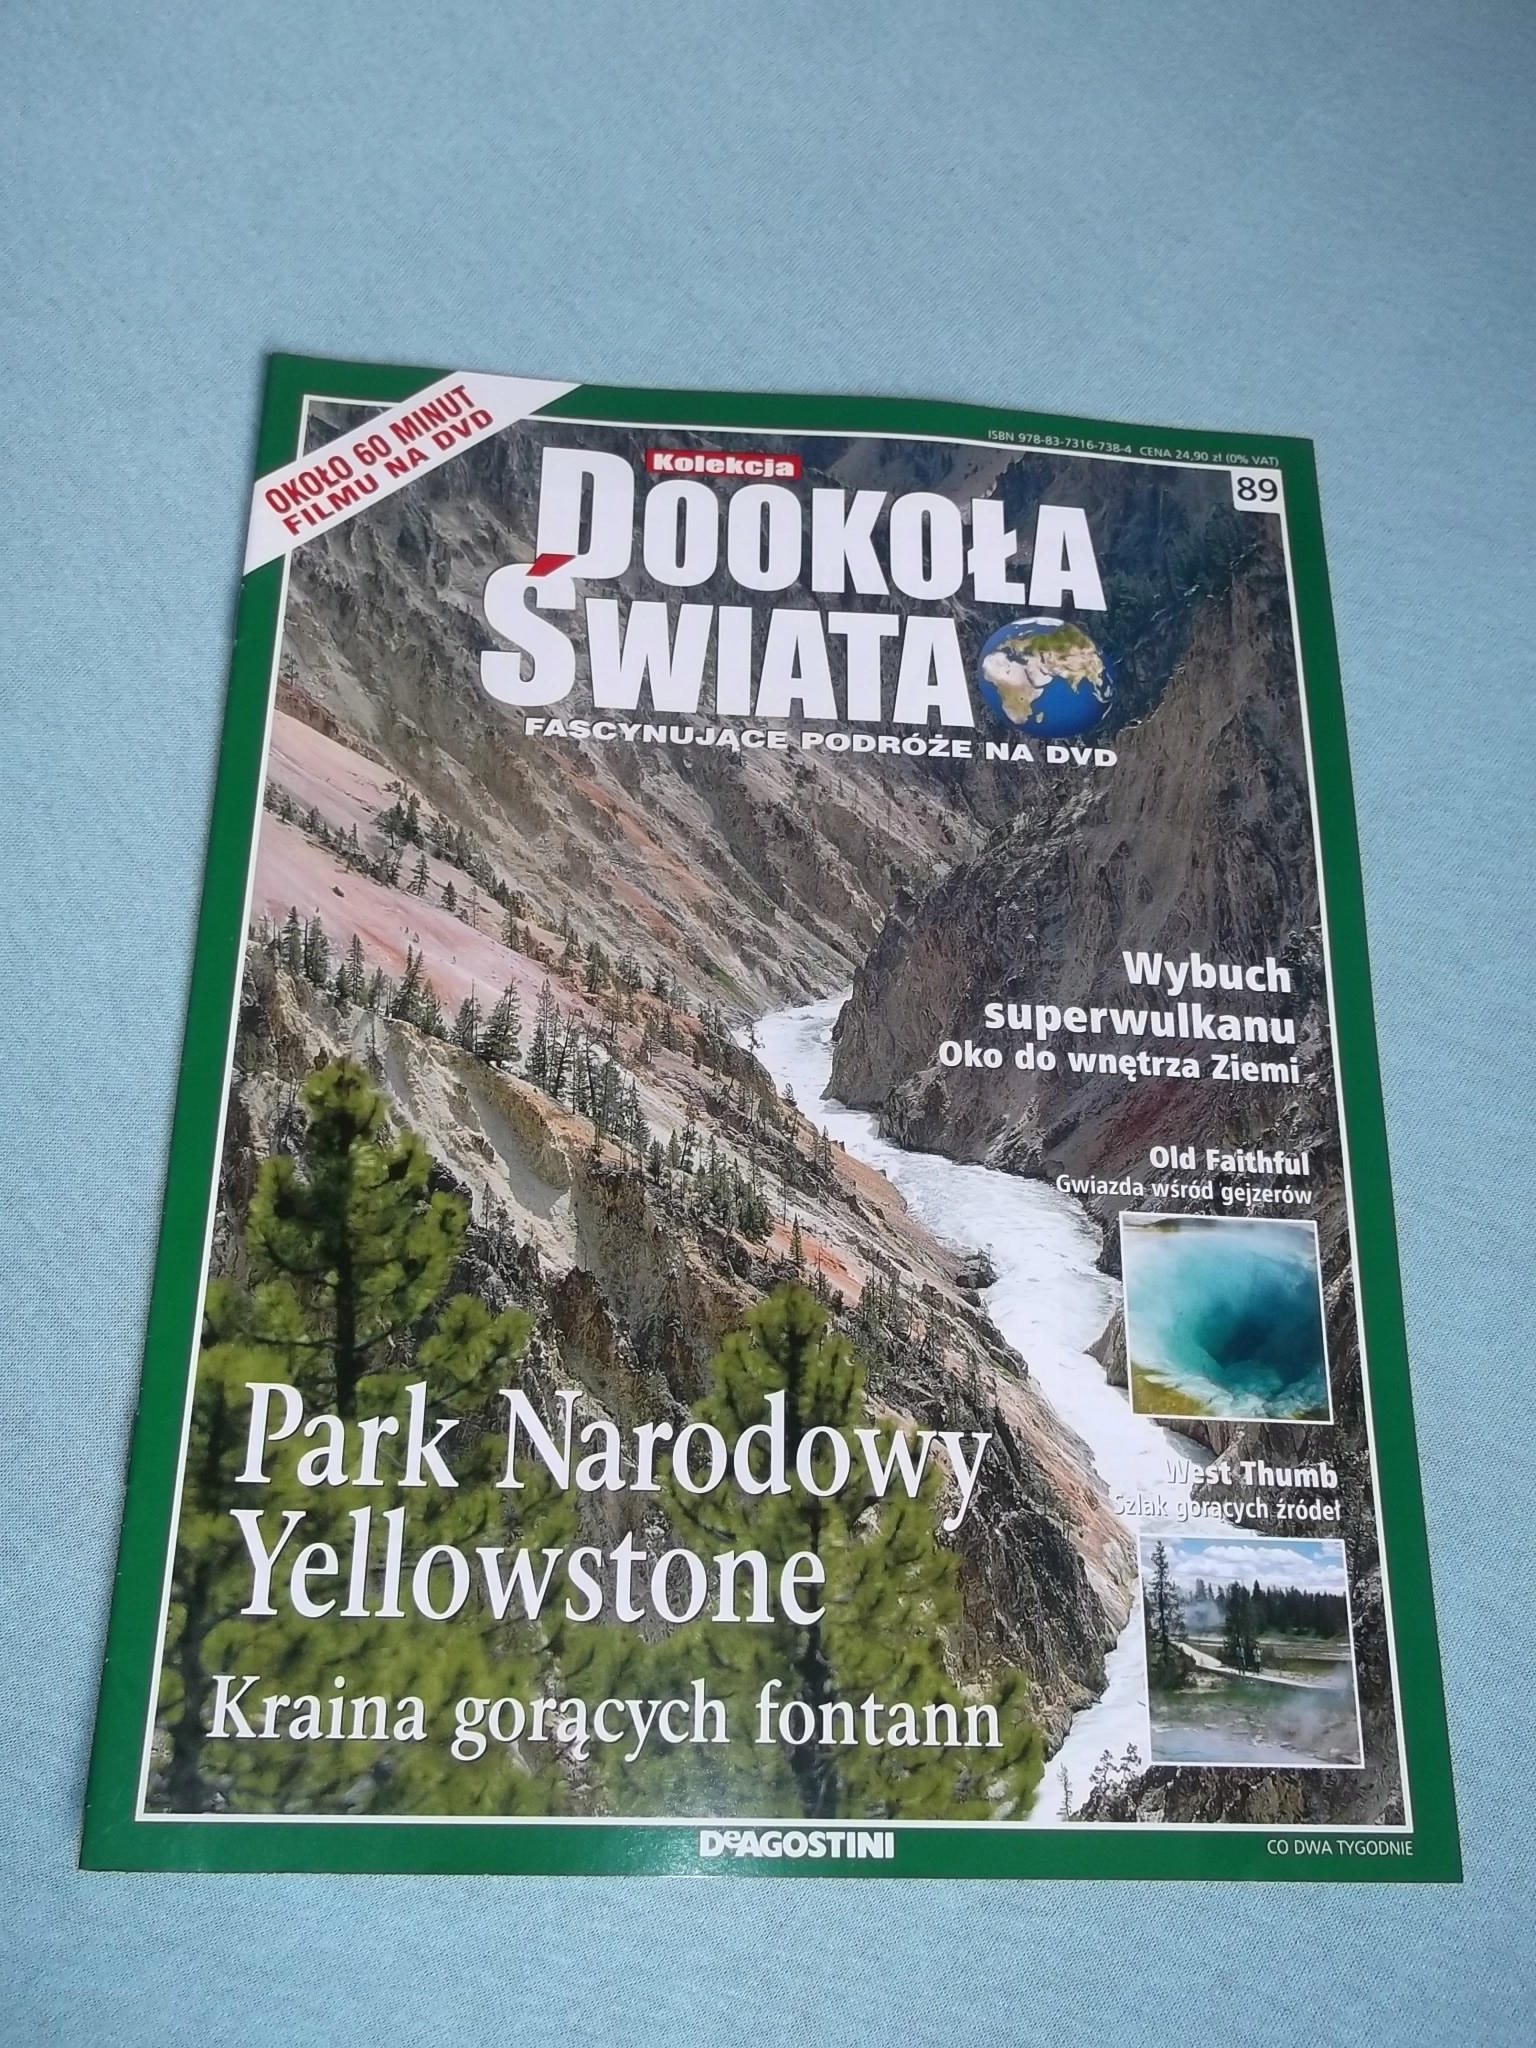 OKOŁO 60 MINUT
FILMU NA DVD
ISBN 978-83-7316-738-4 CENA 24,90 zł (0% VAT)
89
Kolekcja
DOOKOŁA
ŚWIATA
FASCYNUJĄCE PODRÓŻE NA DVD
Wybuch
superwulkanu
Oko do wnętrza Ziemi
Old Faithful
Gwiazda wśród gejzerów
Park Narodowy
Yellowstone
Kraina gorących fontann
West Thumb
Szlak gorących źródeł
DeAGOSTINI
CO DWA TYGODNIE